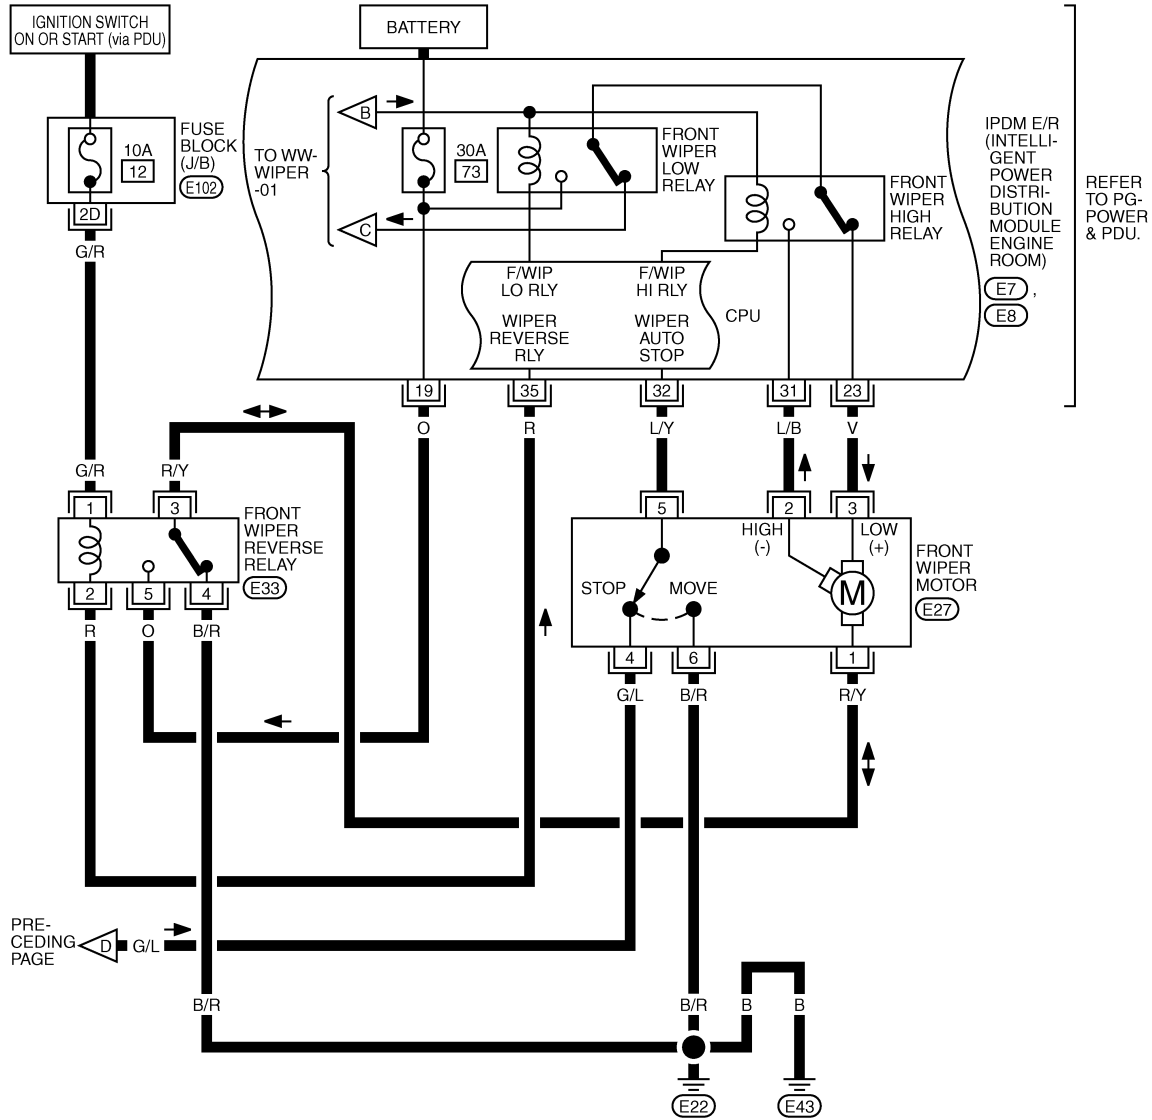 IGNITION SWITCH
ON OR START (via PDU)
BATTERY
FUSE
BLOCK
(J/B)
E102
10A
12
2D
G/R
TO WW-
WIPER
-01
B
C
30A
73
FRONT
WIPER
LOW
RELAY
FRONT
WIPER
HIGH
RELAY
IPDM E/R
(INTELLI-
GENT
POWER
DISTRI-
BUTION
MODULE
ENGINE
ROOM)
E7 ,
E8
REFER
TO PG-
POWER
& PDU.
F/WIP
LO RLY
F/WIP
HI RLY
WIPER
REVERSE
RLY
WIPER
AUTO
STOP
CPU
19
35
32
31
23
O
R
L/Y
L/B
V
G/R
R/Y
1
3
FRONT
WIPER
REVERSE
RELAY
E33
2
5
4
R
O
B/R
5
2
3
HIGH
(-)
LOW
(+)
STOP
MOVE
M
FRONT
WIPER
MOTOR
E27
4
6
1
G/L
B/R
R/Y
PRE-
CEDING
PAGE
D
G/L
B/R
B/R
B
B
E22
E43